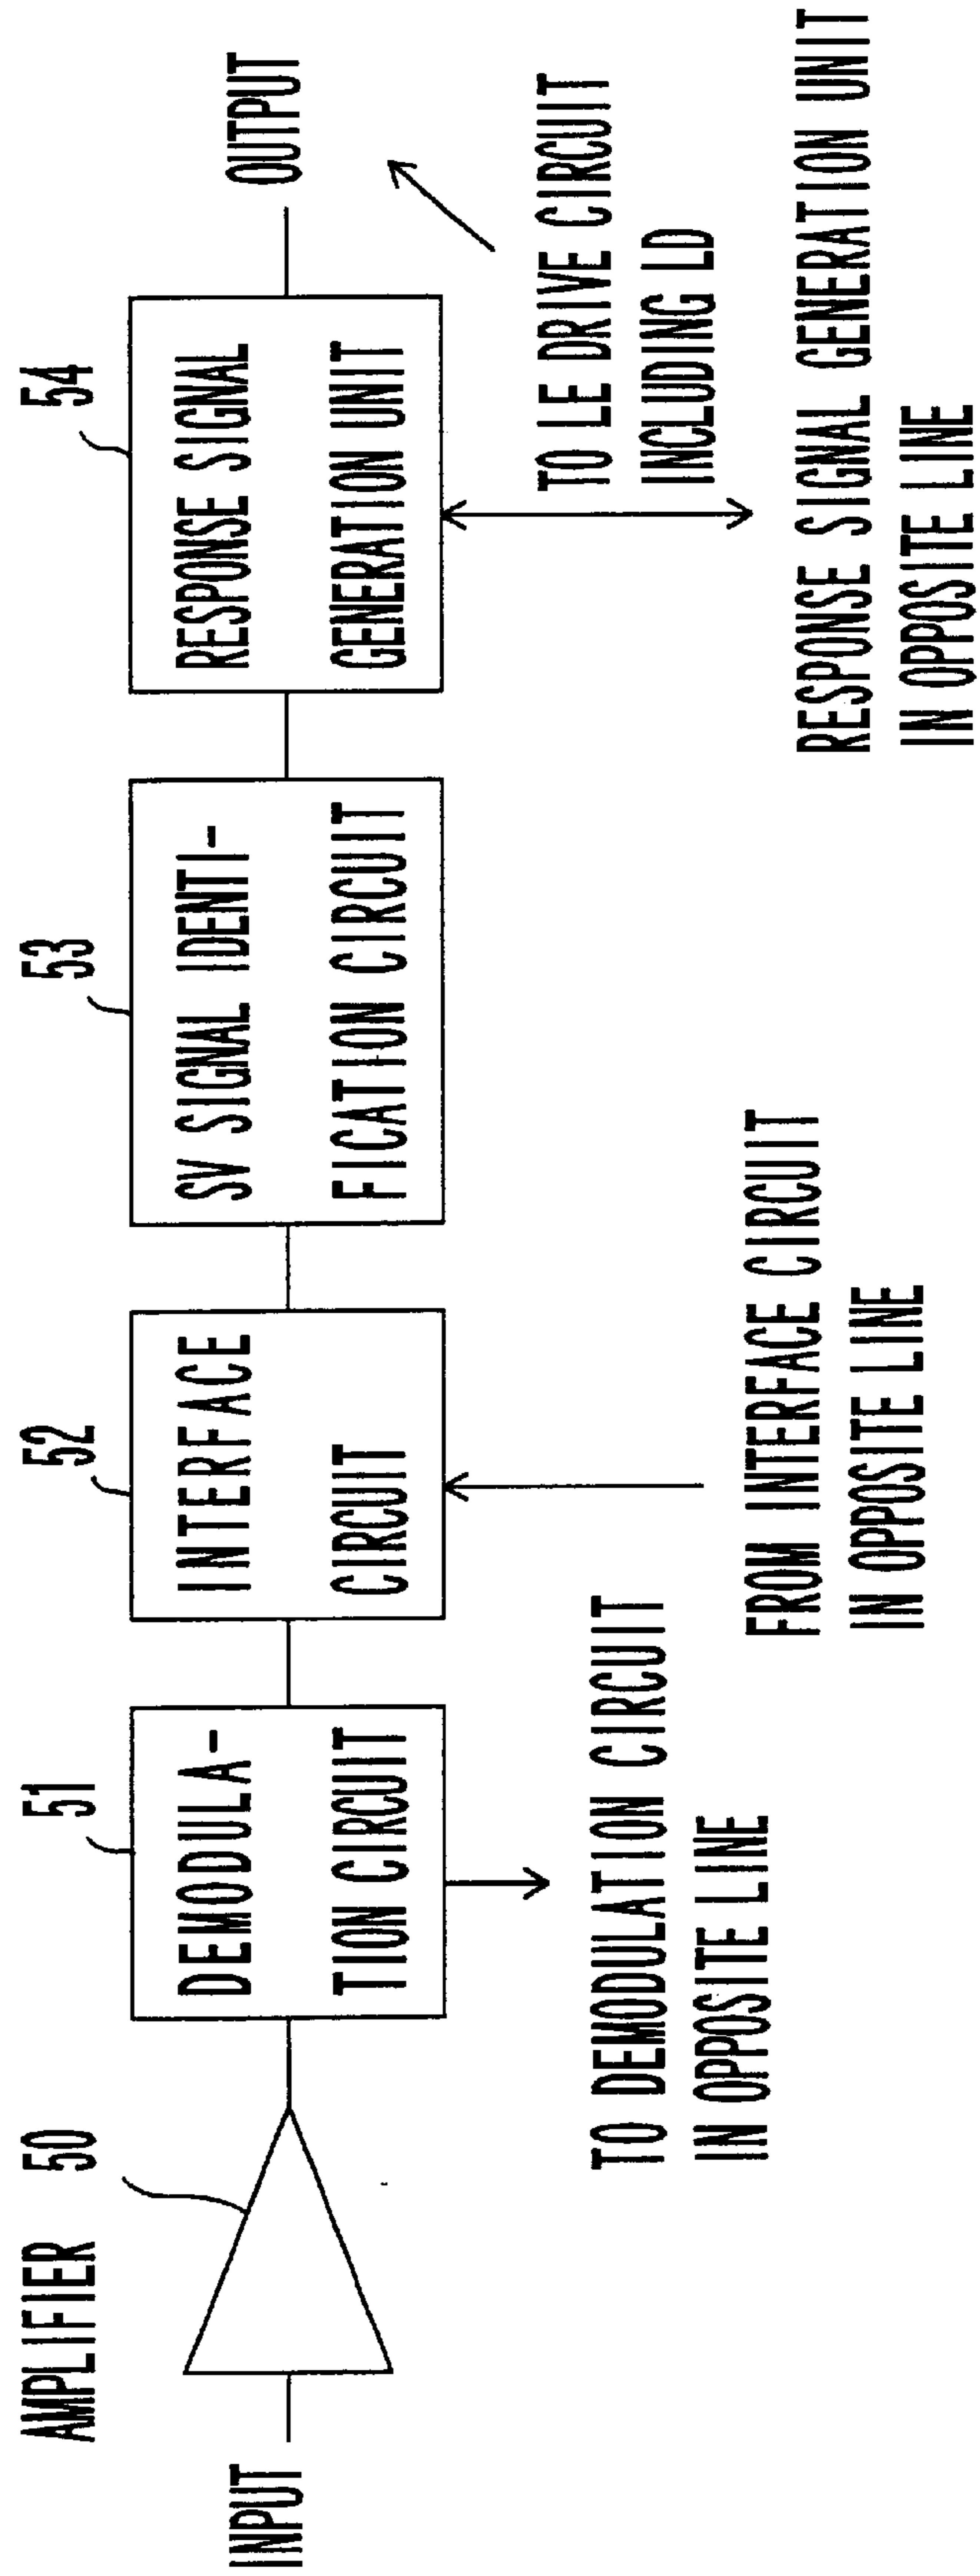 AMPLIFIER 50
51
52
53
54
INPUT
DEMODULA-
TION CIRCUIT
INTERFACE
CIRCUIT
SV SIGNAL IDENTI-
FICATION CIRCUIT
RESPONSE SIGNAL
GENERATION UNIT
OUTPUT
TO DEMODULATION CIRCUIT
IN OPPOSITE LINE
FROM INTERFACE CIRCUIT
IN OPPOSITE LINE
TO LE DRIVE CIRCUIT
INCLUDING LD
RESPONSE SIGNAL GENERATION UNIT
IN OPPOSITE LINE